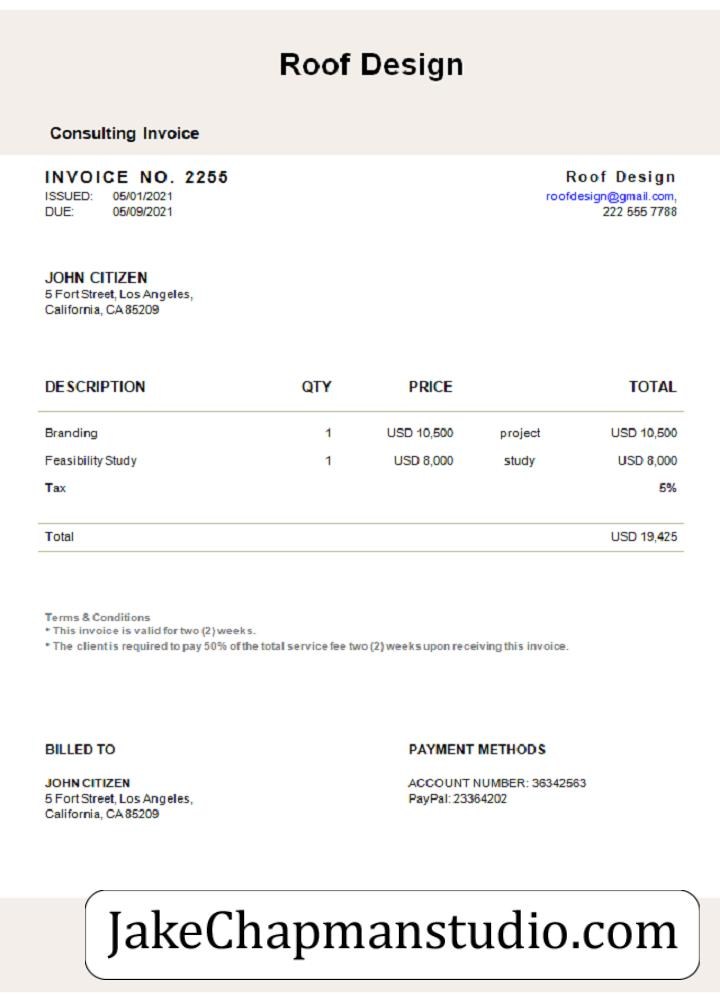 Roof Design
Consulting Invoice
INVOICE NO. 2255
ISSUED: 05/01/2021
DUE: 05/09/2021
Roof Design
roofdesign@gmail.com,
222 555 7788
JOHN CITIZEN
5 Fort Street, Los Angeles,
California, CA 85209
DESCRIPTION QTY PRICE TOTAL
Branding 1 USD 10,500 project USD 10,500
Feasibility Study 1 USD 8,000 study USD 8,000
Tax 5%
Total USD 19,425
Terms & Conditions
* This invoice is valid for two (2) weeks.
* The client is required to pay 50% of the total service fee two (2) weeks upon receiving this invoice.
BILLED TO
JOHN CITIZEN
5 Fort Street, Los Angeles,
California, CA 85209
PAYMENT METHODS
ACCOUNT NUMBER: 36342563
PayPal: 23364202
JakeChapmanstudio.com